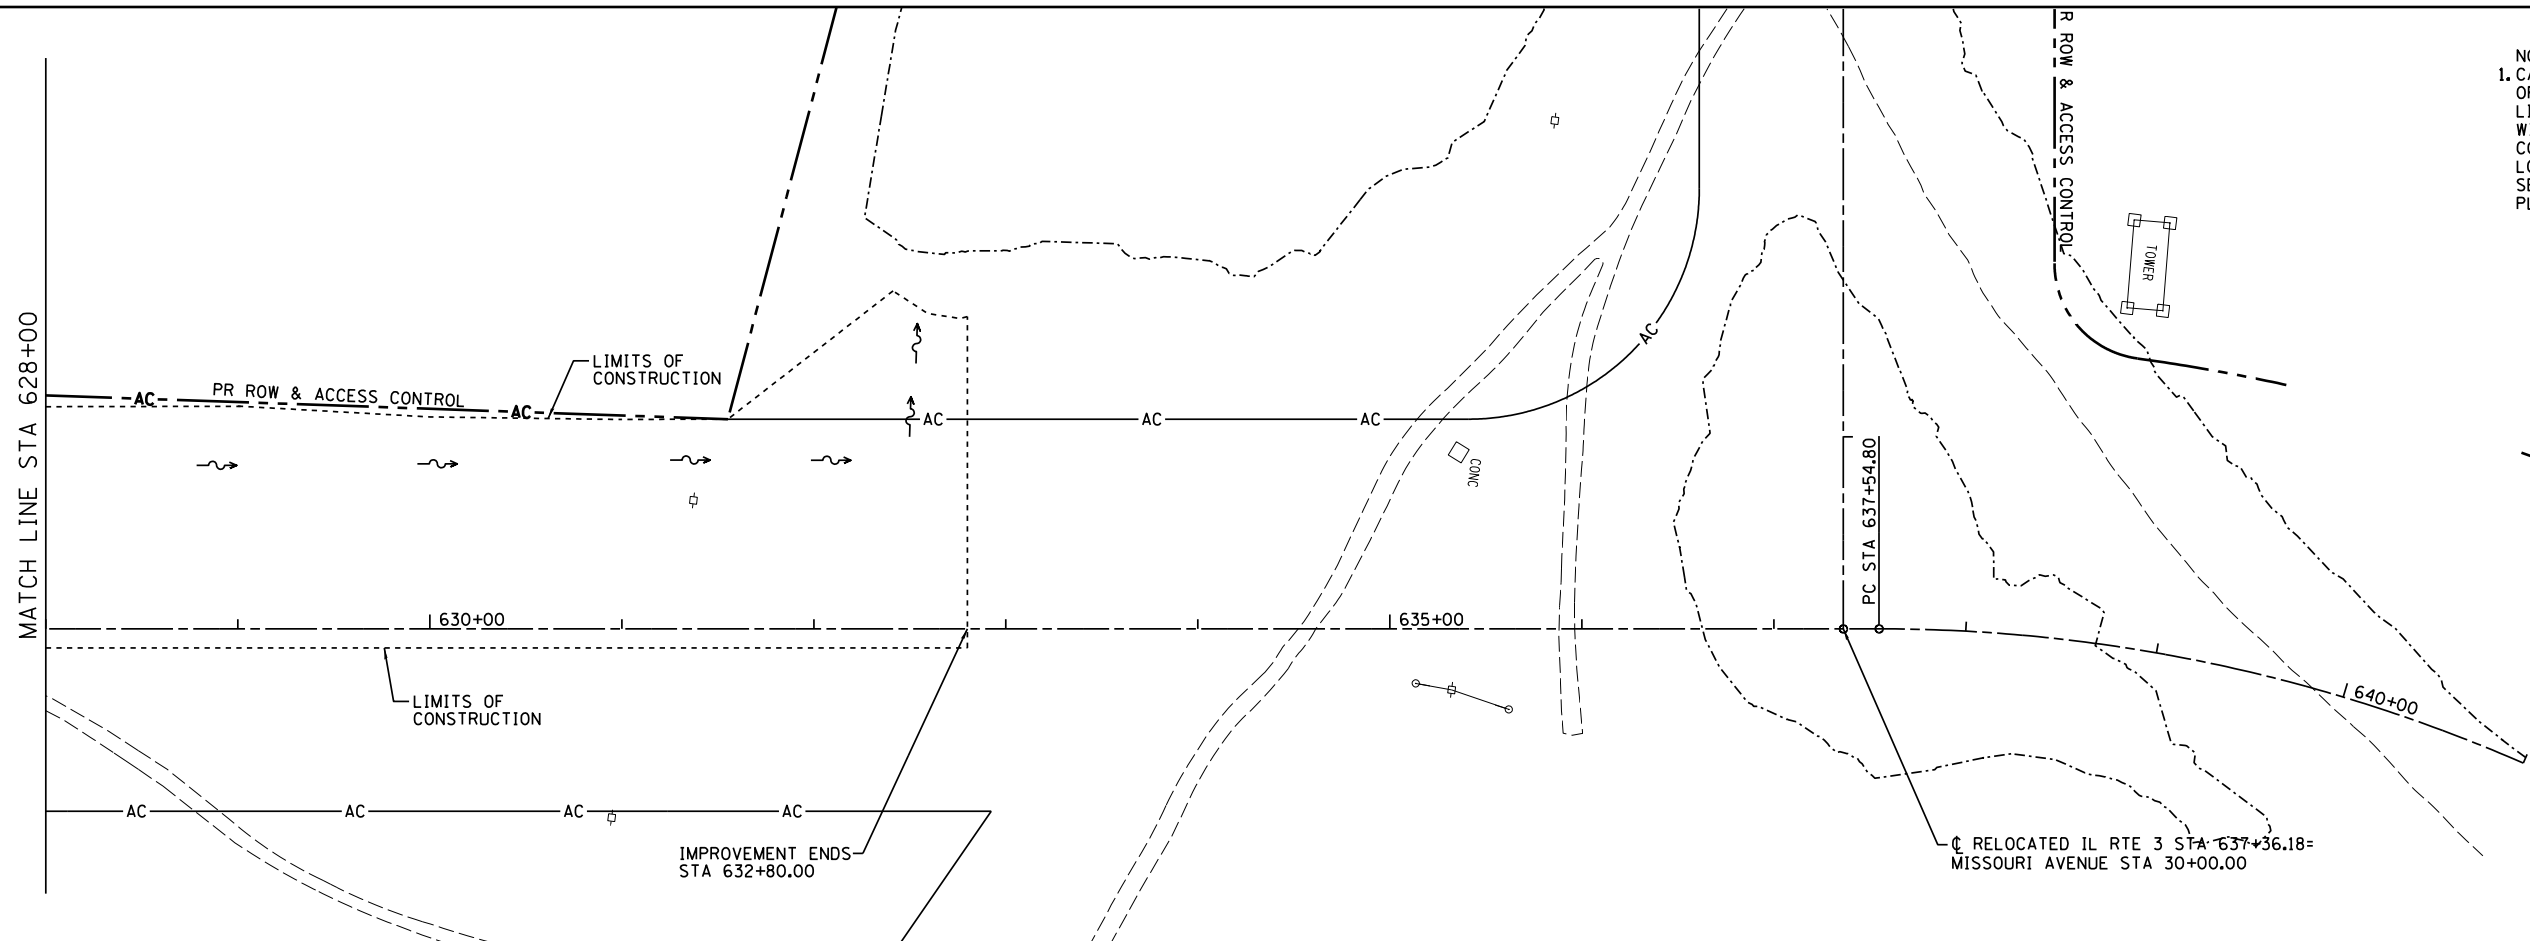 MATCH LINE STA 628+00
AC
PR ROW & ACCESS CONTROL
AC
LIMITS OF
CONSTRUCTION
AC
AC
AC
AC
R ROW & ACCESS CONTROL
TOWER
CONC
PC STA 637+54.80
630+00
635+00
640+00
LIMITS OF
CONSTRUCTION
AC
AC
AC
AC
IMPROVEMENT ENDS
STA 632+80.00
℄ RELOCATED IL RTE 3 STA 637+36.18=
MISSOURI AVENUE STA 30+00.00
1.